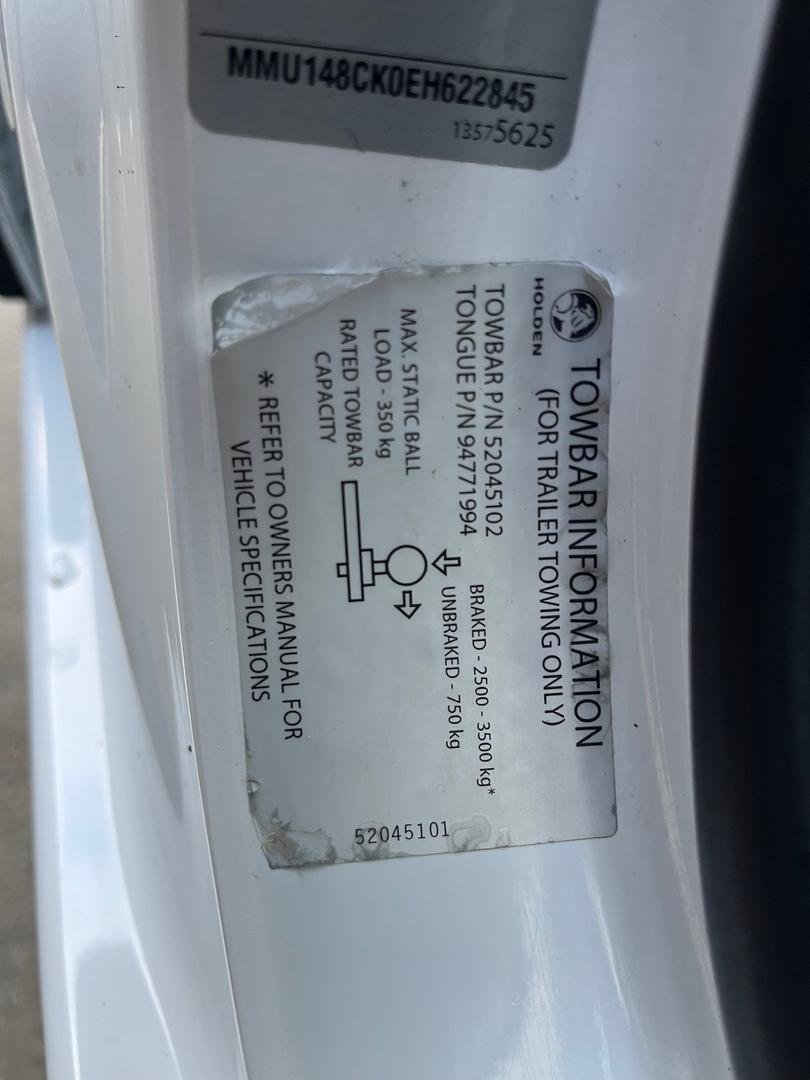 MMU148CK0EH622845
13575625
HOLDEN
TOWBAR INFORMATION
(FOR TRAILER TOWING ONLY)
TOWBAR P/N 52045102
TONGUE P/N 94771994
BRAKED - 2500 - 3500 kg*
UNBRAKED - 750 kg
MAX. STATIC BALL
LOAD - 350 kg
RATED TOWBAR
CAPACITY
* REFER TO OWNERS MANUAL FOR
VEHICLE SPECIFICATIONS
52045101